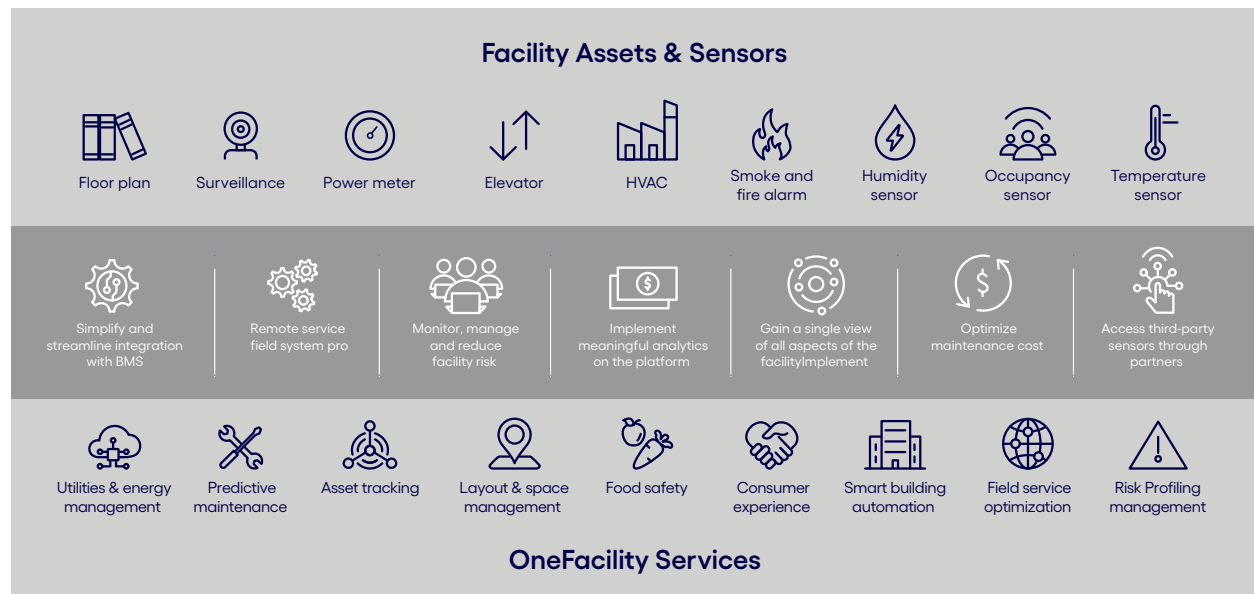 Facility Assets & Sensors
Floor plan
Surveillance
Power meter
Elevator
HVAC
Smoke and
fire alarm
Humidity
sensor
Occupancy
sensor
Temperature
sensor
Simplify and
streamline integration
with BMS
Remote service
field system pro
Monitor, manage
and reduce
facility risk
Implement
meaningful analytics
on the platform
Gain a single view
of all aspects of the
facilityImplement
Optimize
maintenance cost
Access third-party
sensors through
partners
Utilities & energy
management
Predictive
maintenance
Asset tracking
Layout & space
management
Food safety
Consumer
experience
Smart building
automation
Field service
optimization
Risk Profiling
management
OneFacility Services